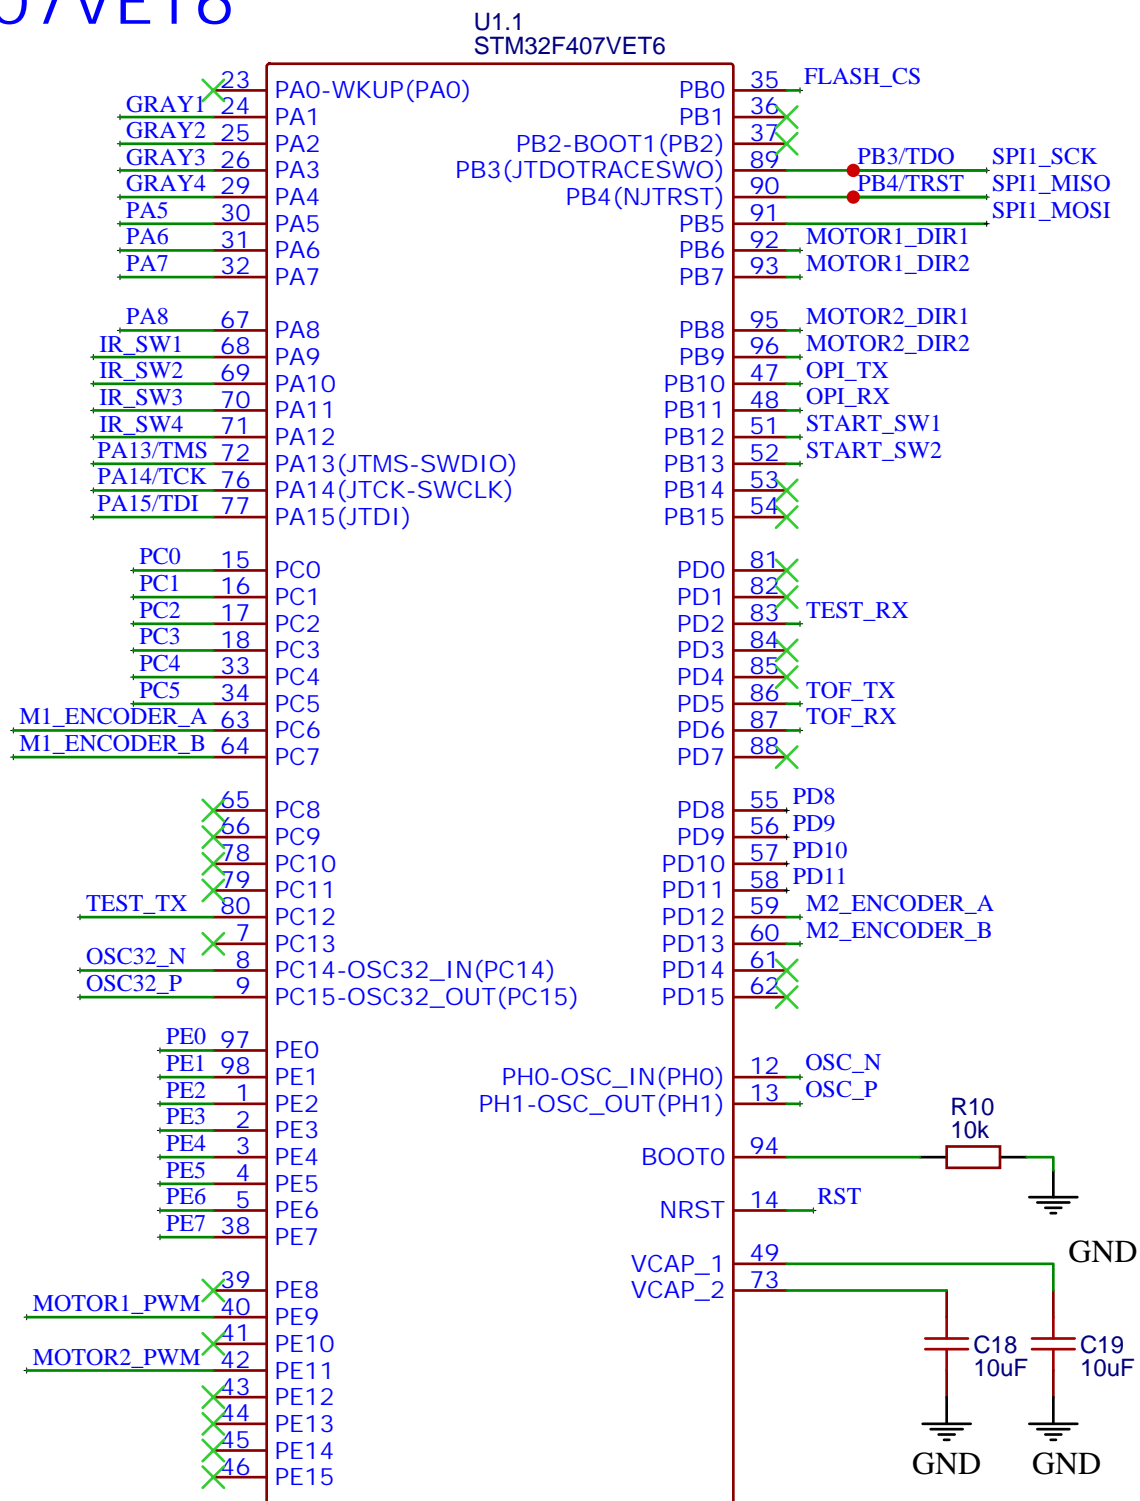 07VET6
U1.1
STM32F407VET6
23 PA0-WKUP(PA0)
GRAY1 24 PA1
GRAY2 25 PA2
GRAY3 26 PA3
GRAY4 29 PA4
PA5 30 PA5
PA6 31 PA6
PA7 32 PA7
PA8 67 PA8
IR_SW1 68 PA9
IR_SW2 69 PA10
IR_SW3 70 PA11
IR_SW4 71 PA12
PA13/TMS 72 PA13(JTMS-SWDIO)
PA14/TCK 76 PA14(JTCK-SWCLK)
PA15/TDI 77 PA15(JTDI)
PC0 15 PC0
PC1 16 PC1
PC2 17 PC2
PC3 18 PC3
PC4 33 PC4
PC5 34 PC5
M1_ENCODER_A 63 PC6
M1_ENCODER_B 64 PC7
65 PC8
66 PC9
78 PC10
79 PC11
TEST_TX 80 PC12
7 PC13
OSC32_N 8 PC14-OSC32_IN(PC14)
OSC32_P 9 PC15-OSC32_OUT(PC15)
PE0 97 PE0
PE1 98 PE1
PE2 1 PE2
PE3 2 PE3
PE4 3 PE4
PE5 4 PE5
PE6 5 PE6
PE7 38 PE7
39 PE8
MOTOR1_PWM 40 PE9
41 PE10
MOTOR2_PWM 42 PE11
43 PE12
44 PE13
45 PE14
46 PE15
PB0 35 FLASH_CS
PB1 36
PB2-BOOT1(PB2) 37
PB3(JTDOTRACESWO) 89 PB3/TDO SPI1_SCK
PB4(NJTRST) 90 PB4/TRST SPI1_MISO
PB5 91 SPI1_MOSI
PB6 92 MOTOR1_DIR1
PB7 93 MOTOR1_DIR2
PB8 95 MOTOR2_DIR1
PB9 96 MOTOR2_DIR2
PB10 47 OPI_TX
PB11 48 OPI_RX
PB12 51 START_SW1
PB13 52 START_SW2
PB14 53
PB15 54
PD0 81
PD1 82
PD2 83 TEST_RX
PD3 84
PD4 85
PD5 86 TOF_TX
PD6 87 TOF_RX
PD7 88
PD8 55 PD8
PD9 56 PD9
PD10 57 PD10
PD11 58 PD11
PD12 59 M2_ENCODER_A
PD13 60 M2_ENCODER_B
PD14 61
PD15 62
PH0-OSC_IN(PH0) 12 OSC_N
PH1-OSC_OUT(PH1) 13 OSC_P
R10
10k
BOOT0 94
NRST 14 RST
GND
VCAP_1 49
VCAP_2 73
C18
10uF
C19
10uF
GND
GND